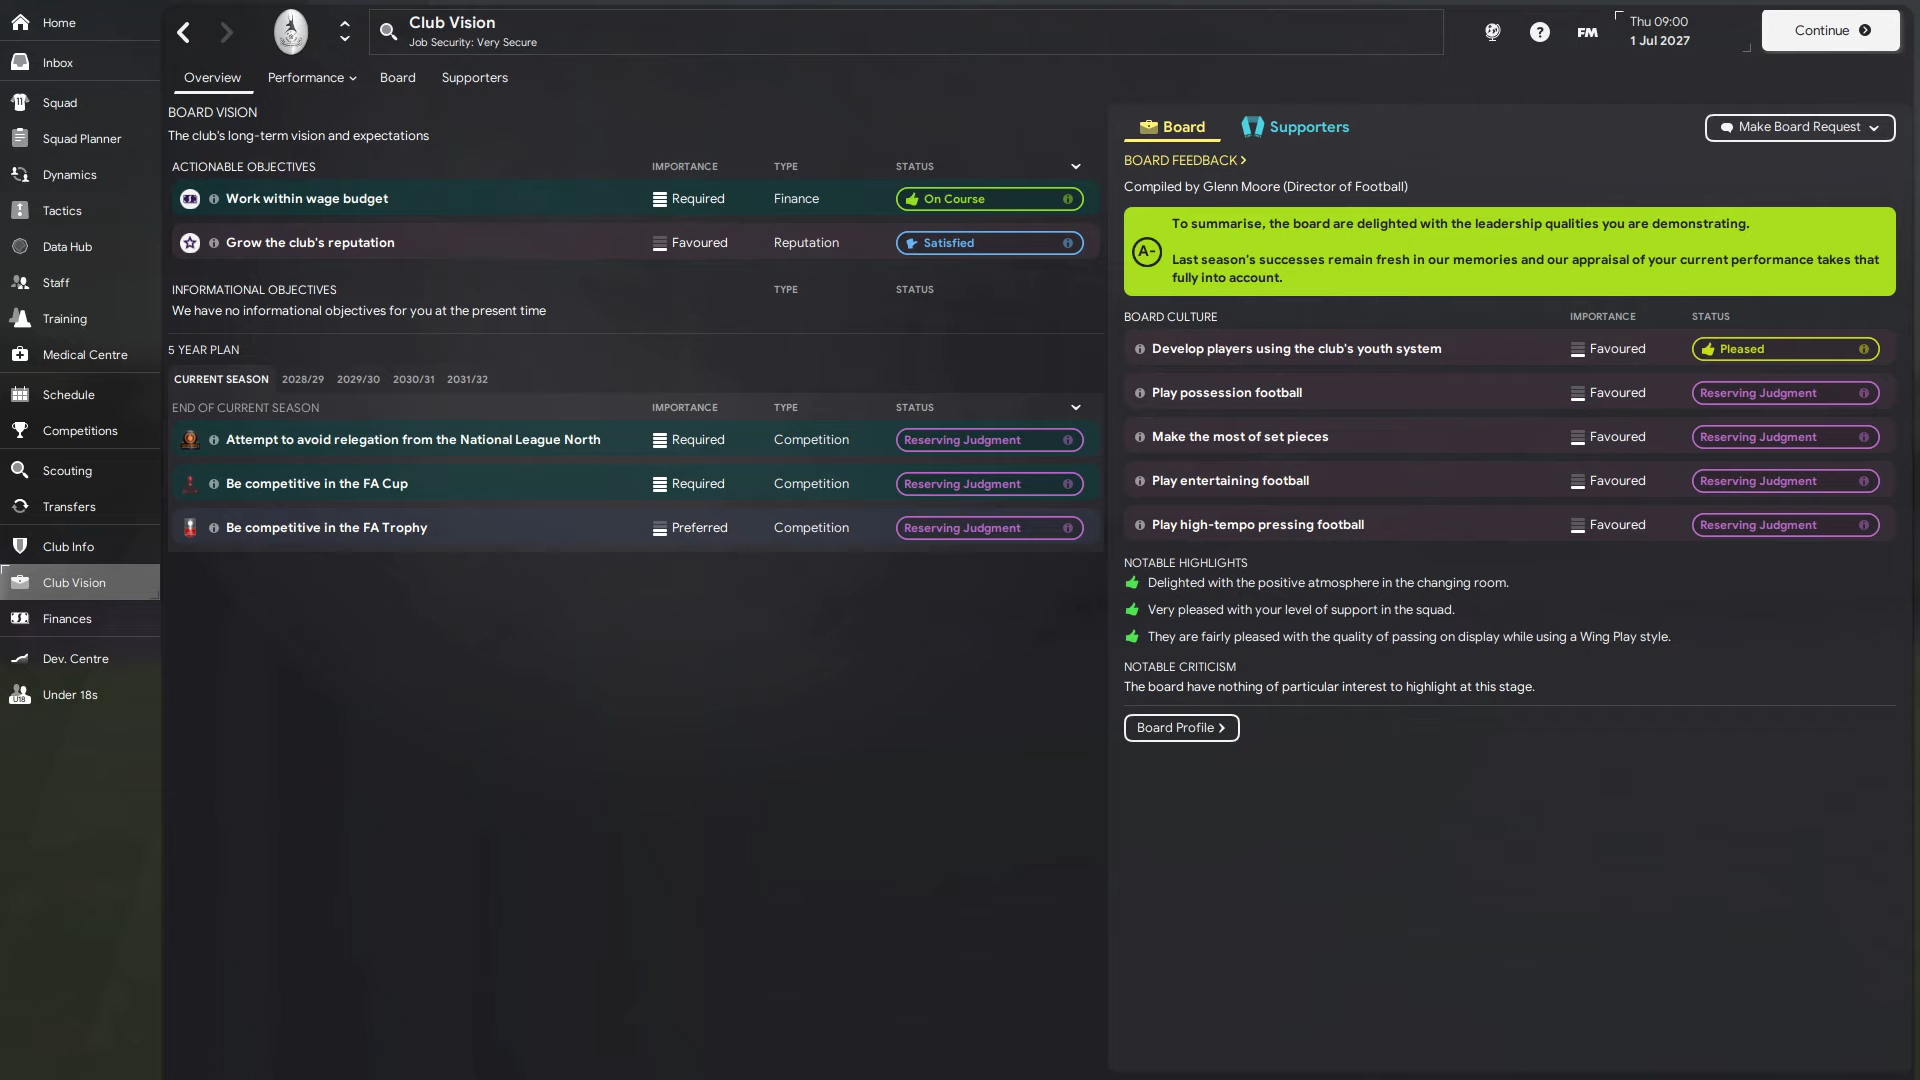 Home
Club Vision
Job Security: Very Secure
FM
Thu 09:00
1 Jul 2027
Continue
Inbox
Squad
Squad Planner
Dynamics
Tactics
Data Hub
Staff
Training
Medical Centre
Schedule
Competitions
Scouting
Transfers
Club Info
Club Vision
Finances
Dev. Centre
Under 18s
Overview
Performance
Board
Supporters
BOARD VISION
The club's long-term vision and expectations
ACTIONABLE OBJECTIVES IMPORTANCE TYPE STATUS
Work within wage budget Required Finance On Course
Grow the club's reputation Favoured Reputation Satisfied
INFORMATIONAL OBJECTIVES TYPE STATUS
We have no informational objectives for you at the present time
5 YEAR PLAN
CURRENT SEASON 2028/29 2029/30 2030/31 2031/32
END OF CURRENT SEASON IMPORTANCE TYPE STATUS
Attempt to avoid relegation from the National League North Required Competition Reserving Judgment
Be competitive in the FA Cup Required Competition Reserving Judgment
Be competitive in the FA Trophy Preferred Competition Reserving Judgment
Board Supporters
Make Board Request
BOARD FEEDBACK
Compiled by Glenn Moore (Director of Football)
A-
To summarise, the board are delighted with the leadership qualities you are demonstrating.
Last season's successes remain fresh in our memories and our appraisal of your current performance takes that
fully into account.
BOARD CULTURE IMPORTANCE STATUS
Develop players using the club's youth system Favoured Pleased
Play possession football Favoured Reserving Judgment
Make the most of set pieces Favoured Reserving Judgment
Play entertaining football Favoured Reserving Judgment
Play high-tempo pressing football Favoured Reserving Judgment
NOTABLE HIGHLIGHTS
Delighted with the positive atmosphere in the changing room.
Very pleased with your level of support in the squad.
They are fairly pleased with the quality of passing on display while using a Wing Play style.
NOTABLE CRITICISM
The board have nothing of particular interest to highlight at this stage.
Board Profile